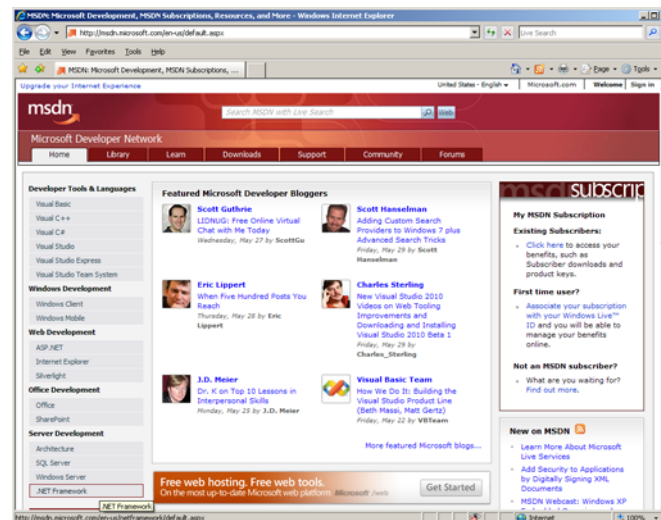 MSDN: Microsoft Development, MSDN Subscriptions, Resources, and More - Windows Internet Explorer
http://msdn.microsoft.com/en-us/default.aspx
Live Search
File Edit View Favorites Tools Help
MSDN: Microsoft Development, MSDN Subscriptions, ...
Page Tools
Upgrade your Internet Experience
United States - English Microsoft.com Welcome Sign in
msdn
Search MSDN with Live Search
Web
Microsoft Developer Network
Home Library Learn Downloads Support Community Forums
Developer Tools & Languages
Visual Basic
Visual C++
Visual C#
Visual Studio
Visual Studio Express
Visual Studio Team System
Windows Development
Windows Client
Windows Mobile
Web Development
ASP.NET
Internet Explorer
Silverlight
Office Development
Office
SharePoint
Server Development
Architecture
SQL Server
Windows Server
.NET Framework
.NET Framework
Featured Microsoft Developer Bloggers
Scott Guthrie
LIDNUG: Free Online Virtual
Chat with Me Today
Wednesday, May 27 by ScottGu
Scott Hanselman
Adding Custom Search
Providers to Windows 7 plus
Advanced Search Tricks
Friday, May 29 by Scott
Hanselman
Eric Lippert
When Five Hundred Posts You
Reach
Thursday, May 28 by Eric
Lippert
Charles Sterling
New Visual Studio 2010
Videos on Web Tooling
Improvements and
Downloading and Installing
Visual Studio 2010 Beta 1
Friday, May 29 by
Charles_Sterling
J.D. Meier
Dr. K on Top 10 Lessons in
Interpersonal Skills
Monday, May 25 by J.D. Meier
Visual Basic Team
How We Do It: Building the
Visual Studio Product Line
(Beth Massi, Matt Gertz)
Friday, May 22 by VBTeam
More featured Microsoft blogs...
Free web hosting. Free web tools.
On the most up-to-date Microsoft web platform Microsoft /web
Get Started
msdn subscrip
My MSDN Subscription
Existing Subscribers:
Click here to access your
benefits, such as
Subscriber downloads and
product keys.
First time user?
Associate your subscription
with your Windows Live™
ID and you will be able to
manage your benefits
online.
Not an MSDN subscriber?
What are you waiting for?
Find out more.
New on MSDN
Learn More About Microsoft
Live Services
Add Security to Applications
by Digitally Signing XML
Documents
MSDN Webcast: Windows XP
http://msdn.microsoft.com/en-us/netframework/default.aspx
Internet
100%